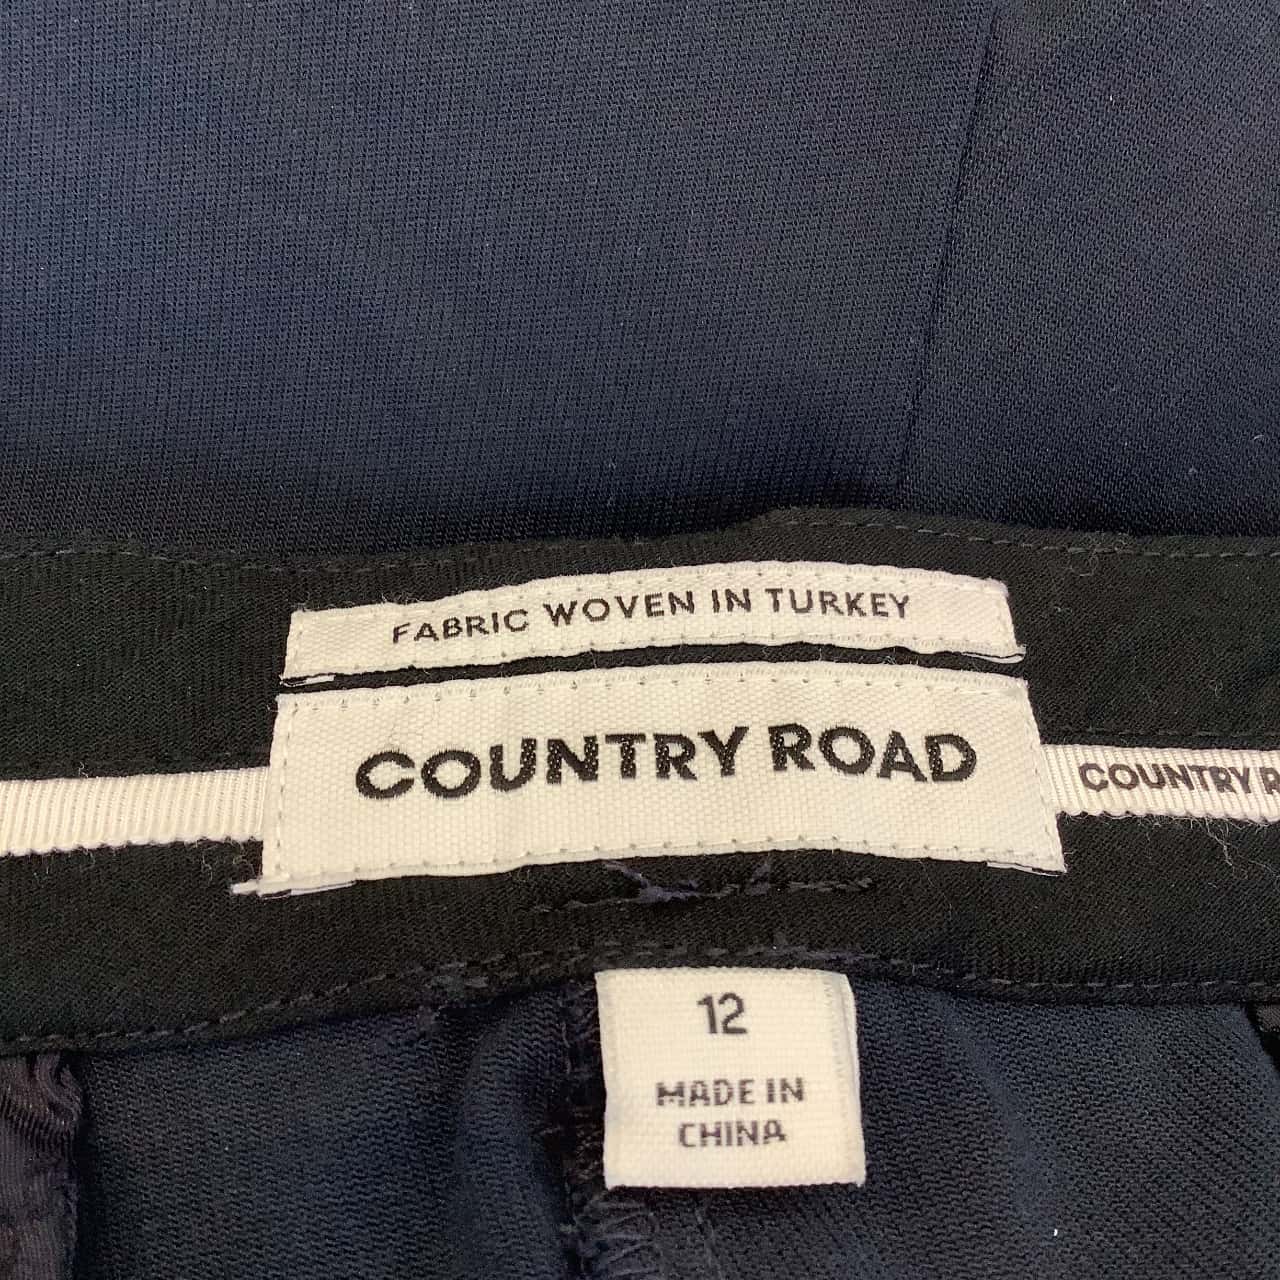 FABRIC WOVEN IN TURKEY
COUNTRY ROAD
COUNTRY R
12
MADE IN
CHINA